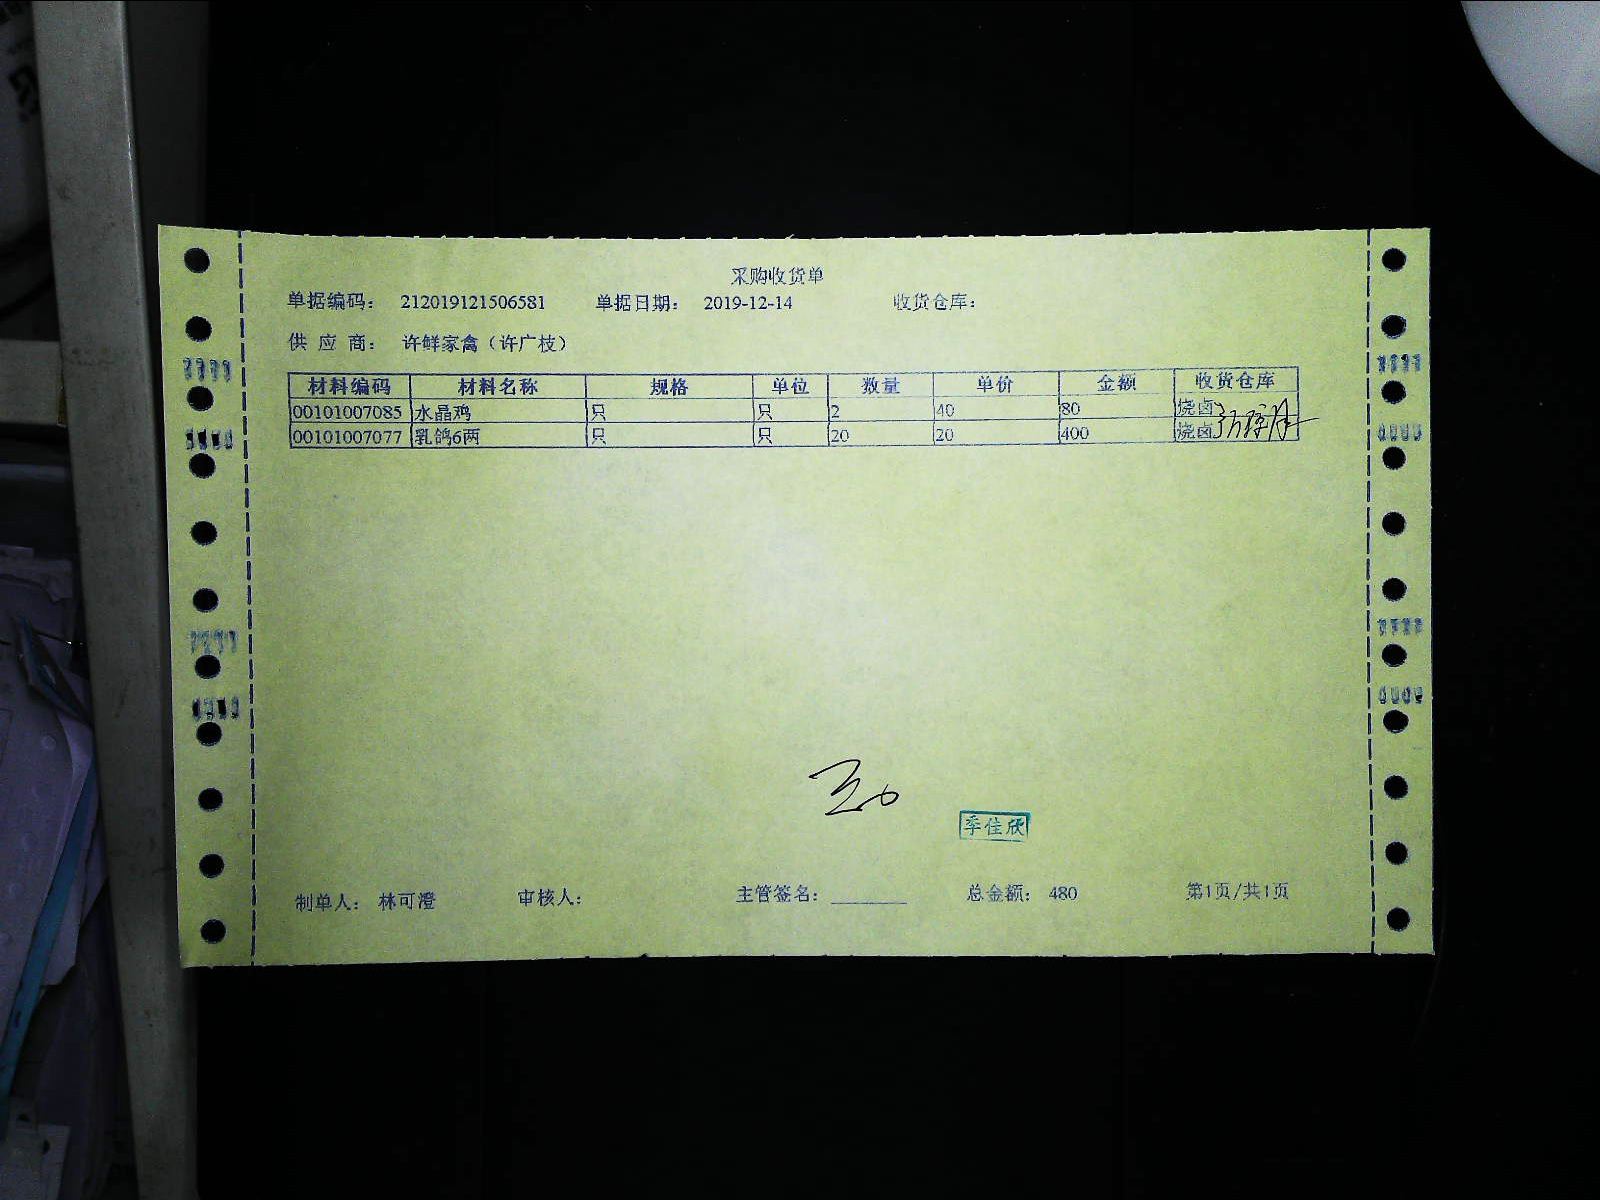 采购收货单
单据编码： 212019121506581 单据日期： 2019-12-14 收货仓库：
供 应 商： 许鲜家禽（许广枝）
材料编码 材料名称 规格 单位 数量 单价 金额 收货仓库
00101007085 水晶鸡 只 只 2 40 80 烧卤
00101007077 乳鸽6两 只 只 20 20 400 烧卤
季佳欣
制单人： 林可澄 审核人： 主管签名： 总金额： 480 第1页/共1页